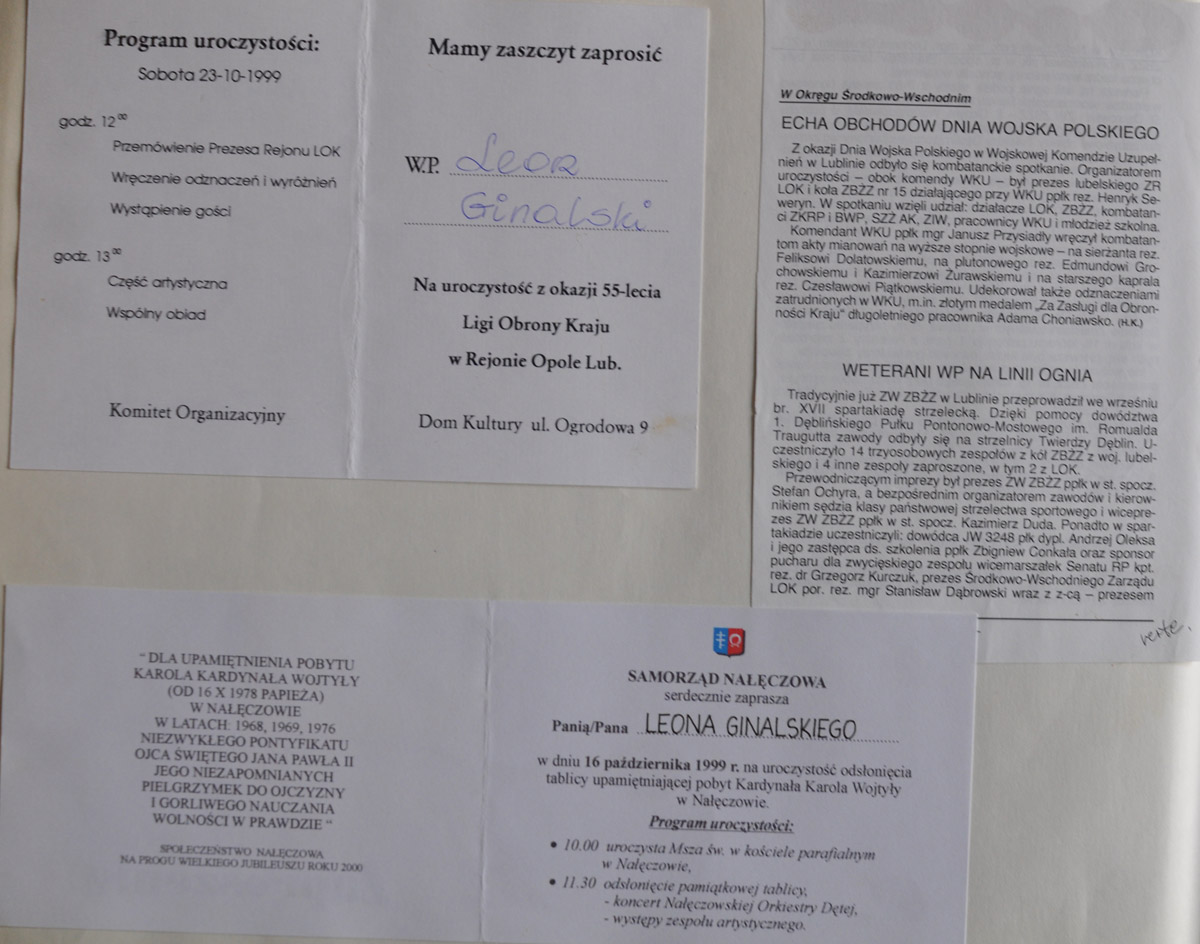 Program uroczystości:
Sobota 23-10-1999
godz. 12⁰⁰
Przemówienie Prezesa Rejonu LOK
Wręczenie odznaczeń i wyróżnień
Wystąpienie gości
godz. 13⁰⁰
Część artystyczna
Wspólny obiad
Komitet Organizacyjny
Mamy zaszczyt zaprosić
W.P. Leon
Ginalski
Na uroczystość z okazji 55-lecia
Ligi Obrony Kraju
w Rejonie Opole Lub.
Dom Kultury ul. Ogrodowa 9
W Okręgu Środkowo-Wschodnim
ECHA OBCHODÓW DNIA WOJSKA POLSKIEGO
Z okazji Dnia Wojska Polskiego w Wojskowej Komendzie Uzupeł-
nień w Lublinie odbyło się kombatanckie spotkanie. Organizatorem
uroczystości – obok komendy WKU – był prezes lubelskiego ZR
LOK i koła ZBŻZ nr 15 działającego przy WKU ppłk rez. Henryk Se-
weryn. W spotkaniu wzięli udział: działacze LOK, ZBŻZ, kombatan-
ci ZKRP i BWP, SZŻ AK, ZIW, pracownicy WKU i młodzież szkolna.
Komendant WKU ppłk mgr Janusz Przysiadły wręczył kombatan-
tom akty mianowań na wyższe stopnie wojskowe – na sierżanta rez.
Feliksowi Dolatowskiemu, na plutonowego rez. Edmundowi Gro-
chowskiemu i Kazimierzowi Żurawskiemu i na starszego kaprala
rez. Czesławowi Piątkowskiemu. Udekorował także odznaczeniami
zatrudnionych w WKU, m.in. złotym medalem „Za Zasługi dla Obron-
ności Kraju" długoletniego pracownika Adama Choniawsko. (H.K.)
WETERANI WP NA LINII OGNIA
Tradycyjnie już ZW ZBŻZ w Lublinie przeprowadził we wrześniu
br. XVII spartakiadę strzelecką. Dzięki pomocy dowództwa
1. Dęblińskiego Pułku Pontonowo-Mostowego im. Romualda
Traugutta zawody odbyły się na strzelnicy Twierdzy Dęblin. U-
czestniczyło 14 trzyosobowych zespołów z kół ZBŻZ z woj. lubel-
skiego i 4 inne zespoły zaproszone, w tym 2 z LOK.
Przewodniczącym imprezy był prezes ZW ZBŻZ ppłk w st. spocz.
Stefan Ochyra, a bezpośrednim organizatorem zawodów i kierow-
nikiem sędzia klasy państwowej strzelectwa sportowego i wicepre-
zes ZW ZBŻZ ppłk w st. spocz. Kazimierz Duda. Ponadto w spar-
takiadzie uczestniczyli: dowódca JW 3248 płk dypl. Andrzej Oleksa
i jego zastępca ds. szkolenia ppłk Zbigniew Conkała oraz sponsor
pucharu dla zwycięskiego zespołu wicemarszałek Senatu RP kpt.
rez. dr Grzegorz Kurczuk, prezes Środkowo-Wschodniego Zarządu
LOK por. rez. mgr Stanisław Dąbrowski wraz z z-cą – prezesem
verte.
" DLA UPAMIĘTNIENIA POBYTU
KAROLA KARDYNAŁA WOJTYŁY
(OD 16 X 1978 PAPIEŻA)
W NAŁĘCZOWIE
W LATACH: 1968, 1969, 1976
NIEZWYKŁEGO PONTYFIKATU
OJCA ŚWIĘTEGO JANA PAWŁA II
JEGO NIEZAPOMNIANYCH
PIELGRZYMEK DO OJCZYZNY
I GORLIWEGO NAUCZANIA
WOLNOŚCI W PRAWDZIE "
SPOŁECZEŃSTWO NAŁĘCZOWA
NA PROGU WIELKIEGO JUBILEUSZU ROKU 2000
SAMORZĄD NAŁĘCZOWA
serdecznie zaprasza
Panią/Pana LEONA GINALSKIEGO
w dniu 16 października 1999 r. na uroczystość odsłonięcia
tablicy upamiętniającej pobyt Kardynała Karola Wojtyły
w Nałęczowie.
Program uroczystości:
• 10.00 uroczysta Msza św. w kościele parafialnym
w Nałęczowie,
• 11.30 odsłonięcie pamiątkowej tablicy,
- koncert Nałęczowskiej Orkiestry Dętej,
- występy zespołu artystycznego.